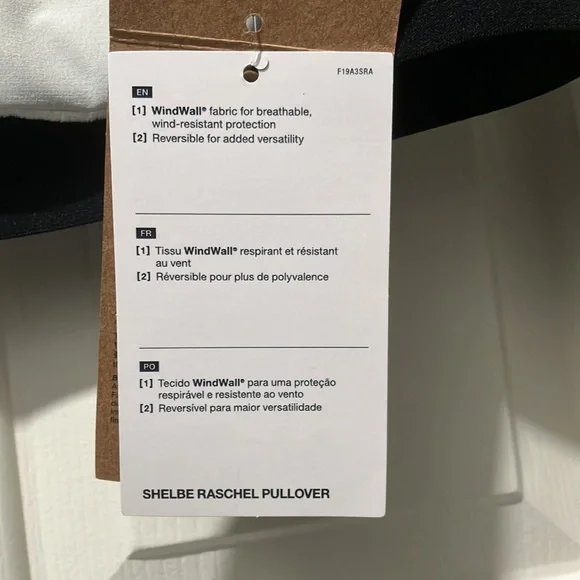 F19A3SRA
EN
[1] WindWall® fabric for breathable,
wind-resistant protection
[2] Reversible for added versatility
FR
[1] Tissu WindWall® respirant et résistant
au vent
[2] Réversible pour plus de polyvalence
PO
[1] Tecido WindWall® para uma proteção
respirável e resistente ao vento
[2] Reversível para maior versatilidade
SHELBE RASCHEL PULLOVER